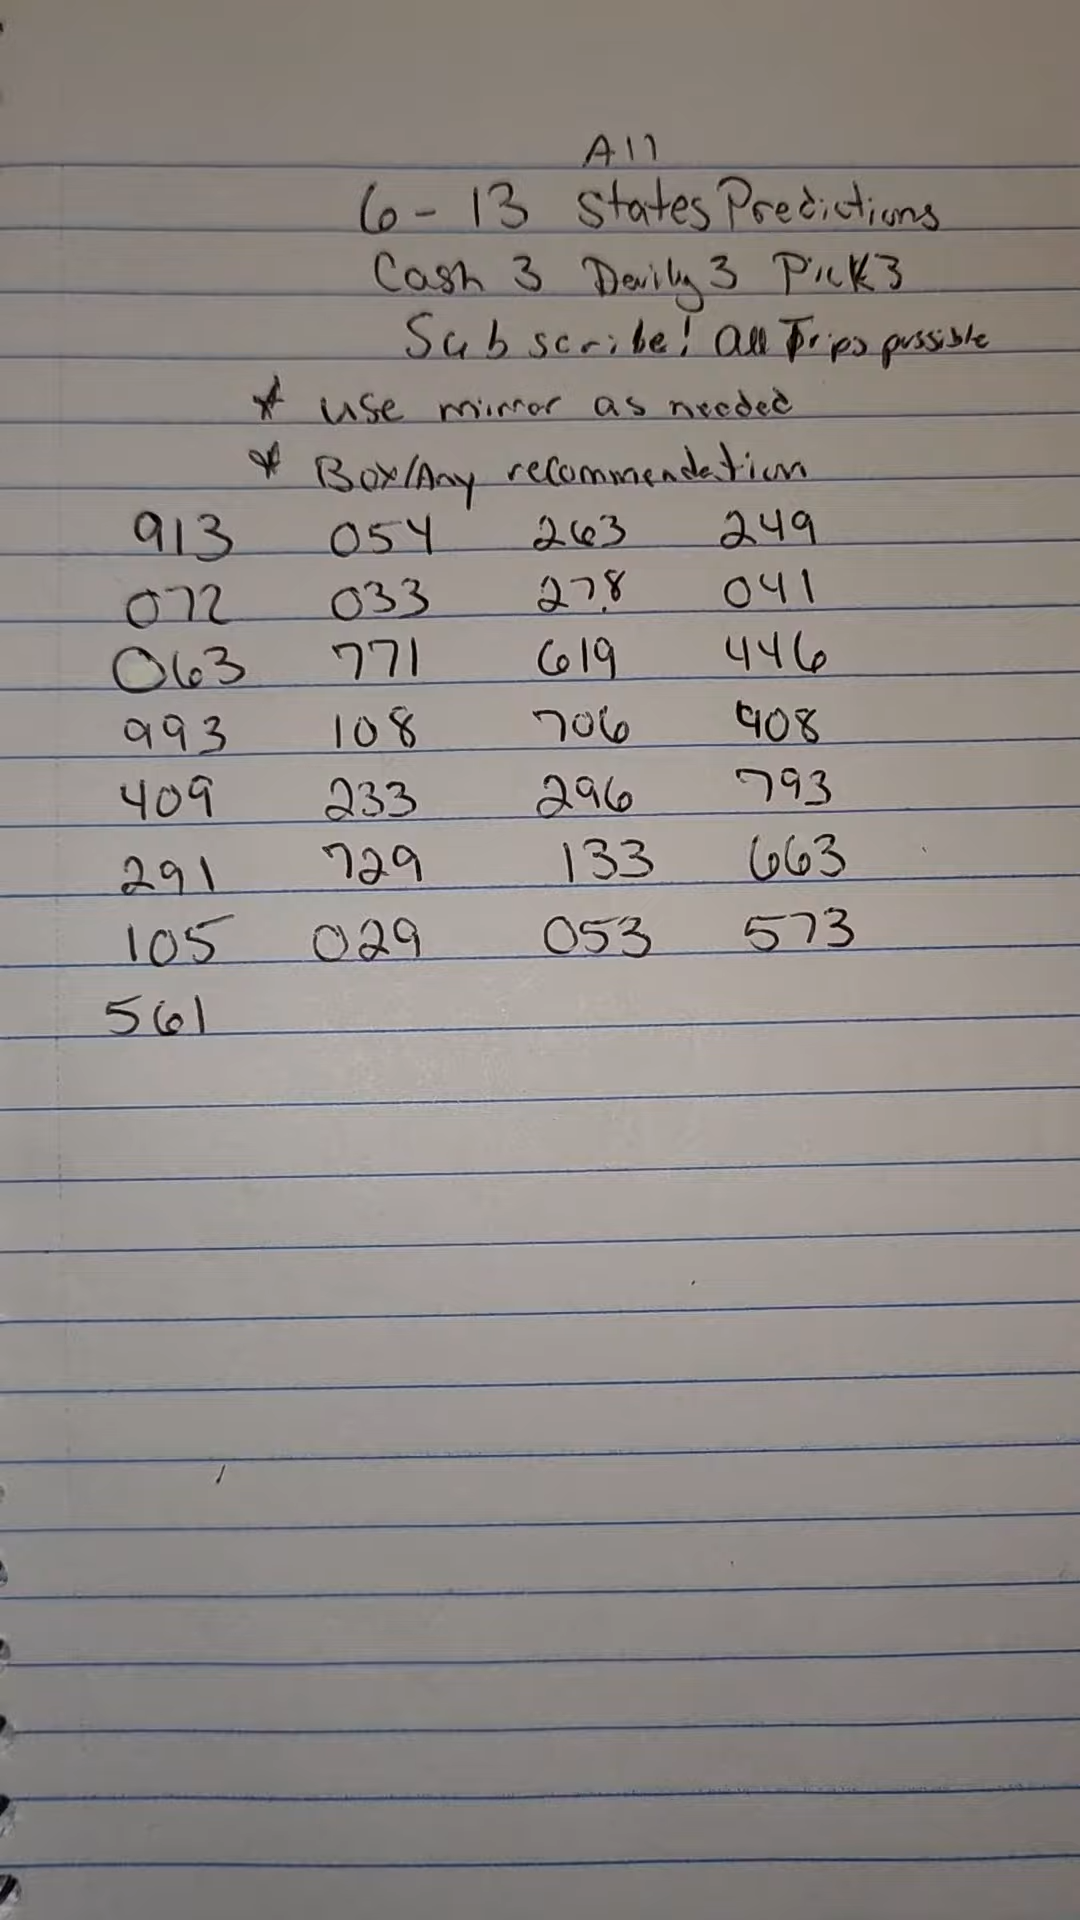 All
6-13 States Predictions
Cash 3 Daily 3 Pick 3
Subscribe! All Trips possible
* use mirror as needed
* Box/Any recommendation
913 054 263 249
072 033 278 041
063 771 619 446
993 108 706 908
409 233 296 793
291 729 133 663
105 029 053 573
561